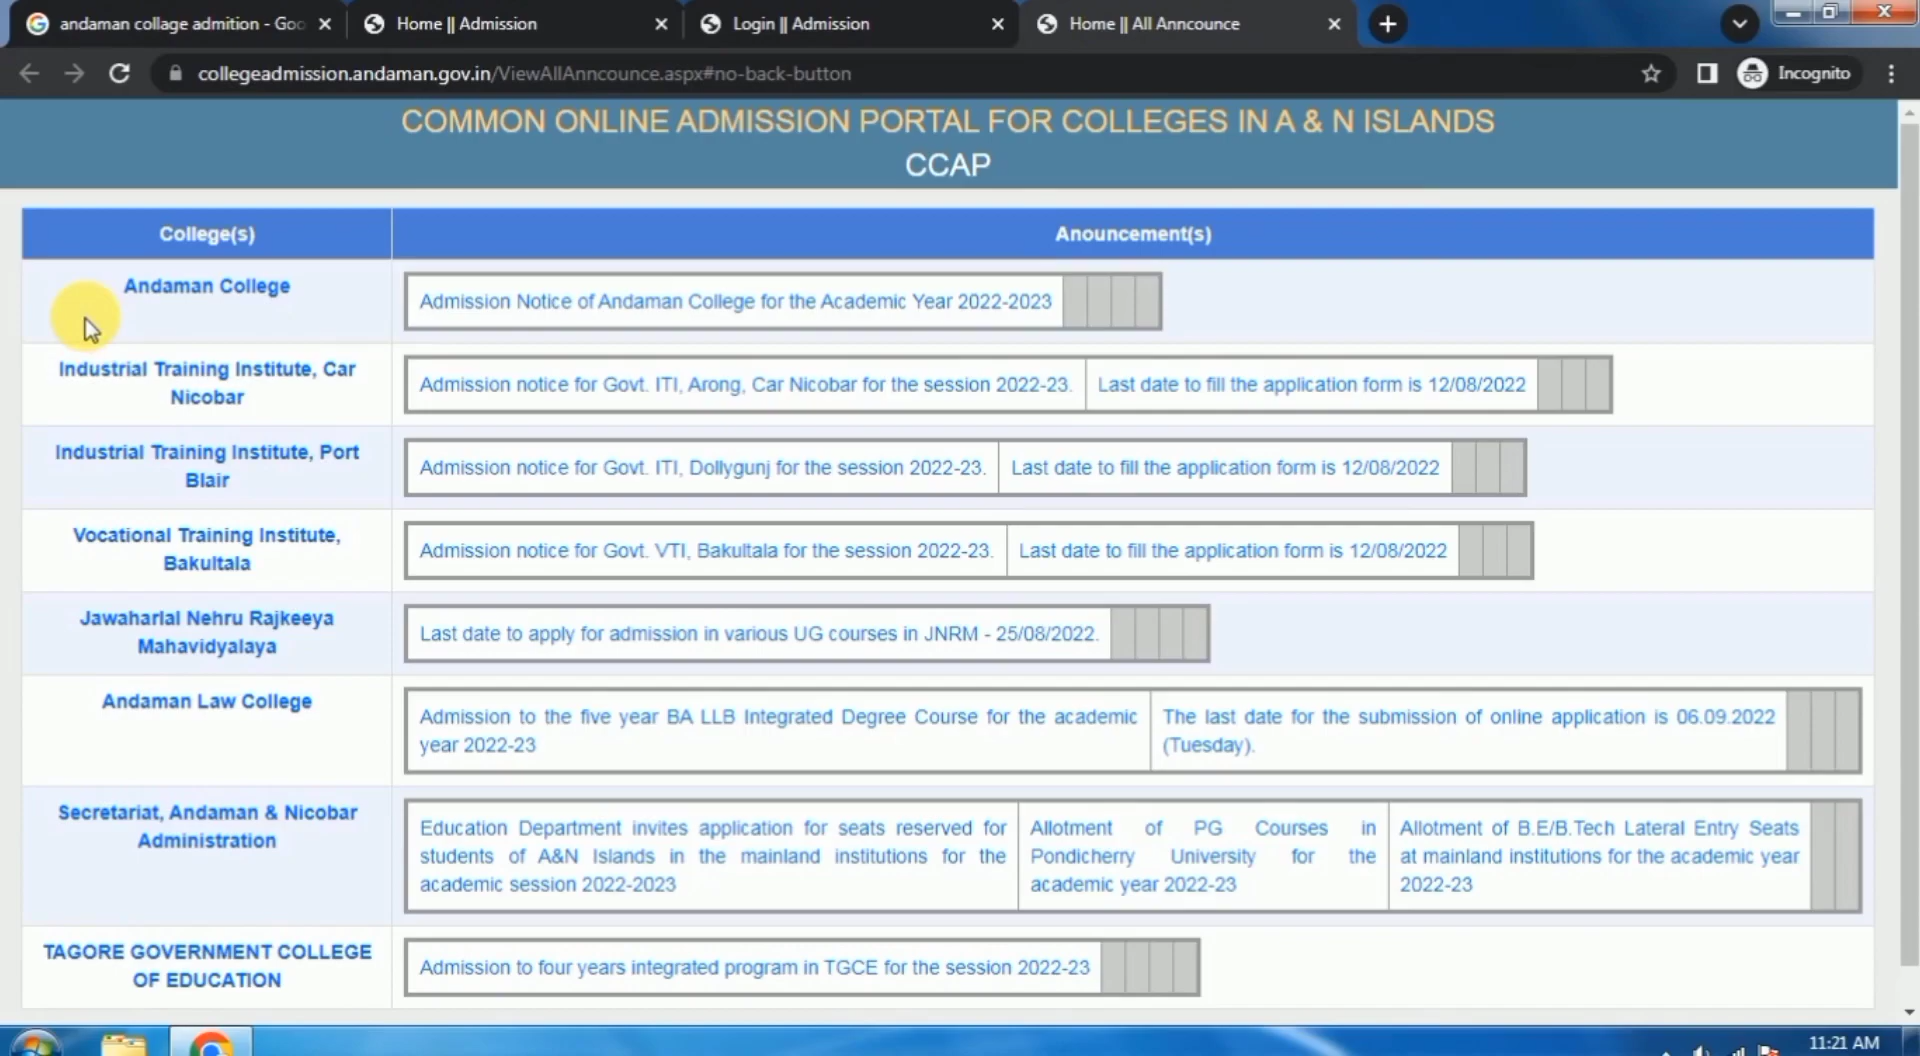 andaman collage admition - Goo
Home || Admission
Login || Admission
Home || All Anncounce
collegeadmission.andaman.gov.in/ViewAllAnncounce.aspx#no-back-button
Incognito
COMMON ONLINE ADMISSION PORTAL FOR COLLEGES IN A & N ISLANDS
CCAP
College(s)
Anouncement(s)
Andaman College
Admission Notice of Andaman College for the Academic Year 2022-2023
Industrial Training Institute, Car
Nicobar
Admission notice for Govt. ITI, Arong, Car Nicobar for the session 2022-23.
Last date to fill the application form is 12/08/2022
Industrial Training Institute, Port
Blair
Admission notice for Govt. ITI, Dollygunj for the session 2022-23.
Last date to fill the application form is 12/08/2022
Vocational Training Institute,
Bakultala
Admission notice for Govt. VTI, Bakultala for the session 2022-23.
Last date to fill the application form is 12/08/2022
Jawaharlal Nehru Rajkeeya
Mahavidyalaya
Last date to apply for admission in various UG courses in JNRM - 25/08/2022.
Andaman Law College
Admission to the five year BA LLB Integrated Degree Course for the academic
year 2022-23
The last date for the submission of online application is 06.09.2022
(Tuesday).
Secretariat, Andaman & Nicobar
Administration
Education Department invites application for seats reserved for
students of A&N Islands in the mainland institutions for the
academic session 2022-2023
Allotment of PG Courses in
Pondicherry University for the
academic year 2022-23
Allotment of B.E/B.Tech Lateral Entry Seats
at mainland institutions for the academic year
2022-23
TAGORE GOVERNMENT COLLEGE
OF EDUCATION
Admission to four years integrated program in TGCE for the session 2022-23
11:21 AM